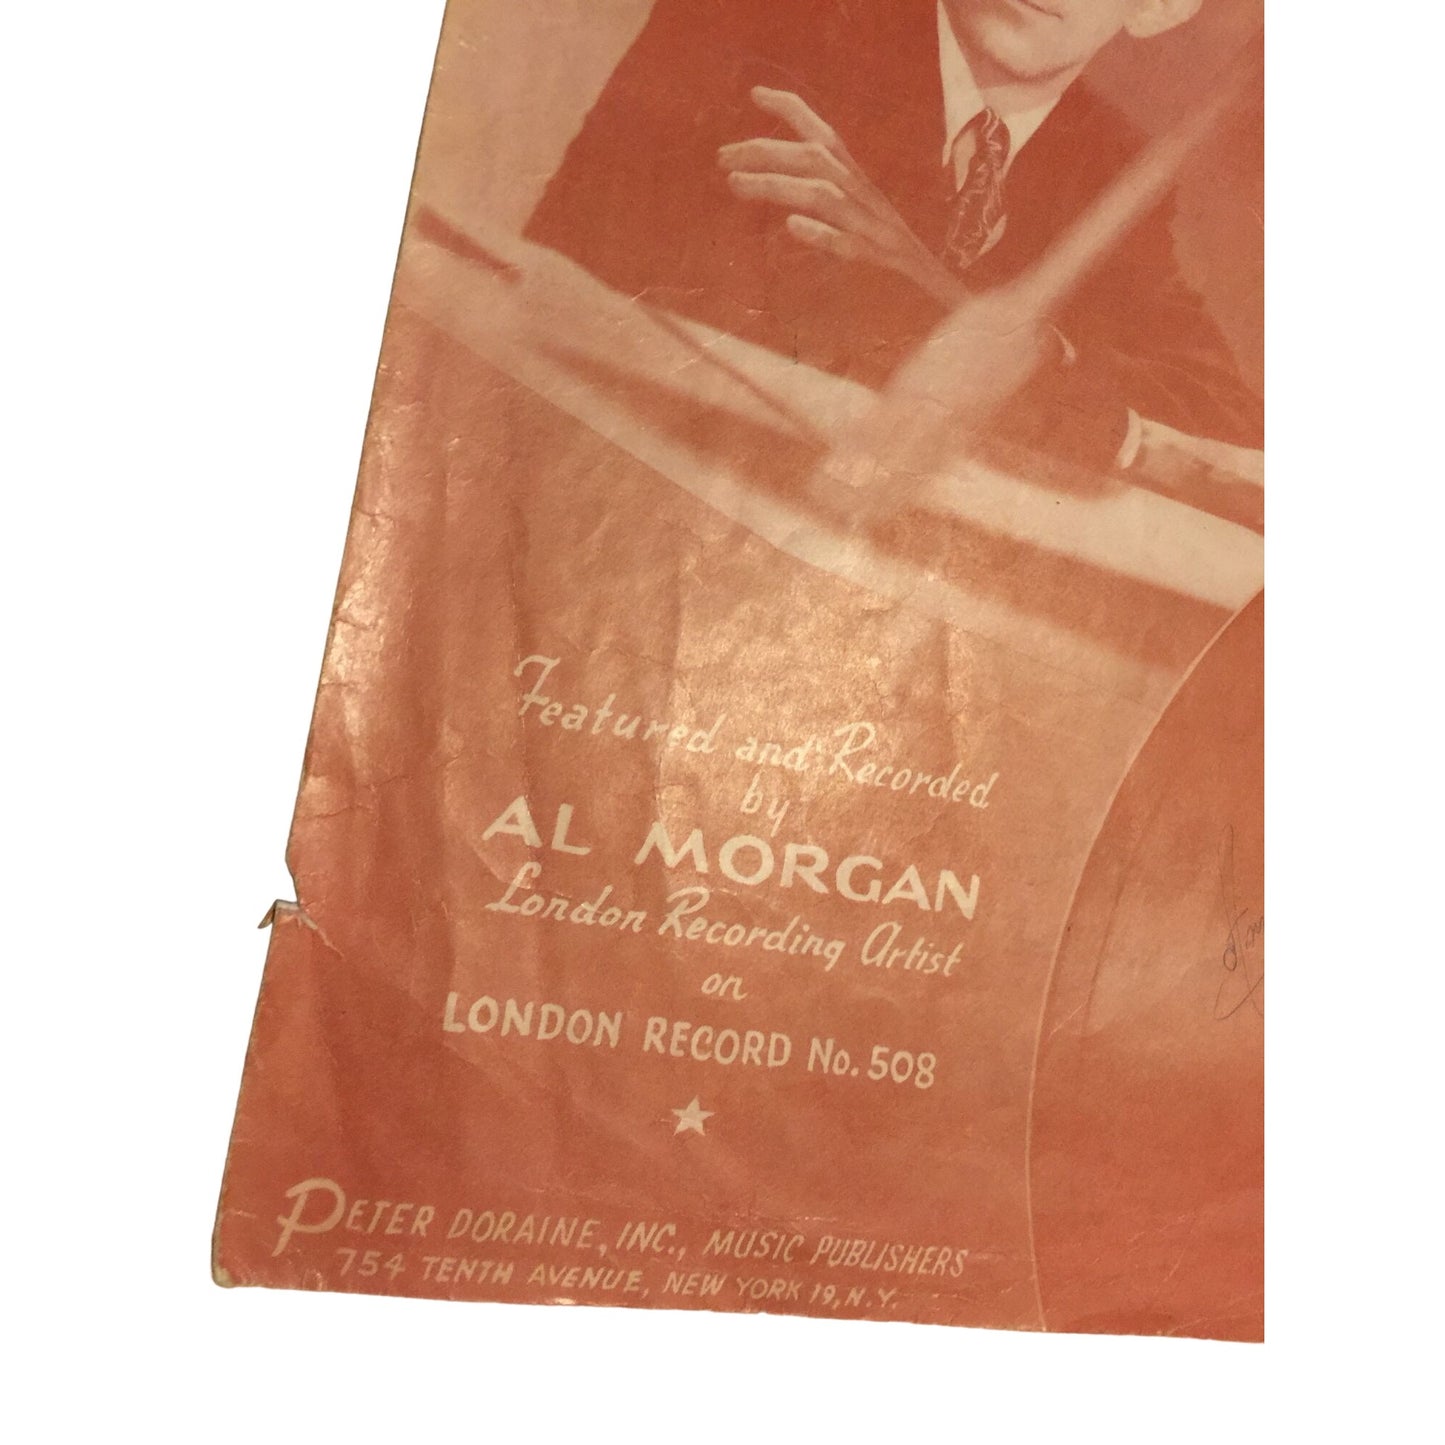 Featured and Recorded
by
AL MORGAN
London Recording Artist
on
LONDON RECORD No. 508
PETER DORAINE, INC., MUSIC PUBLISHERS
754 TENTH AVENUE, NEW YORK 19, N.Y.